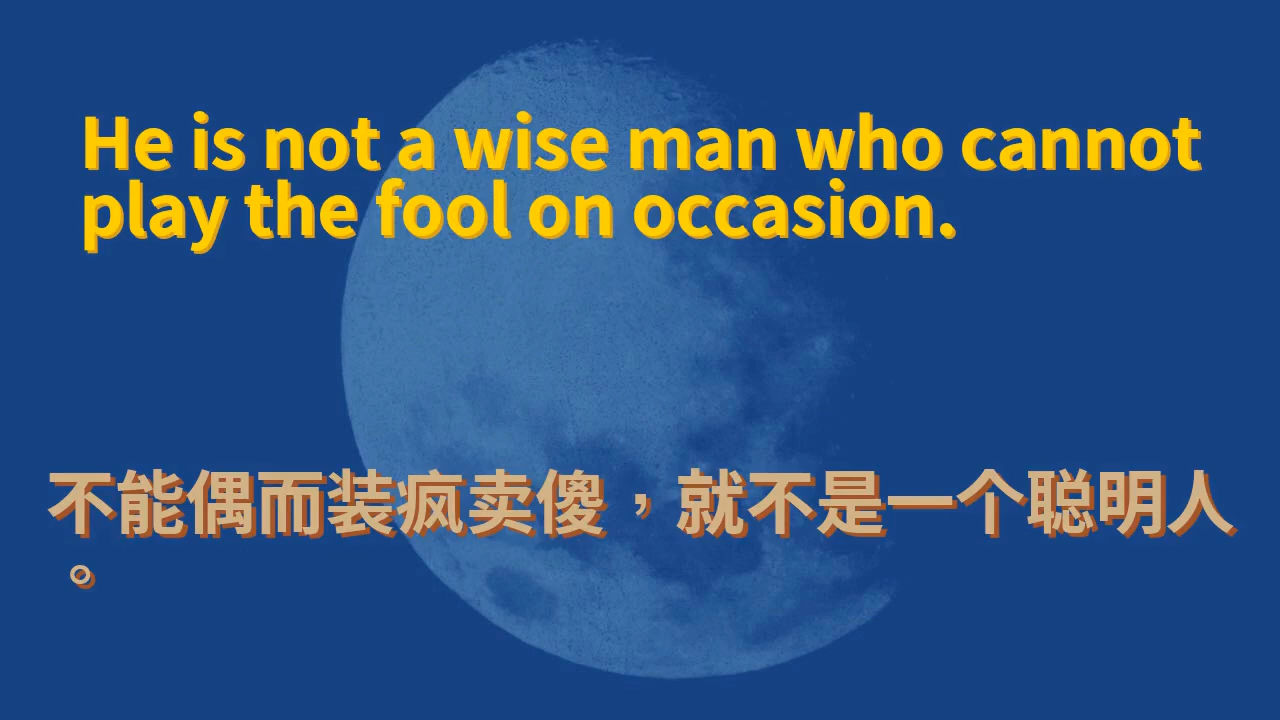 He is not a wise man who cannot
play the fool on occasion.
不能偶而装疯卖傻，就不是一个聪明人
。